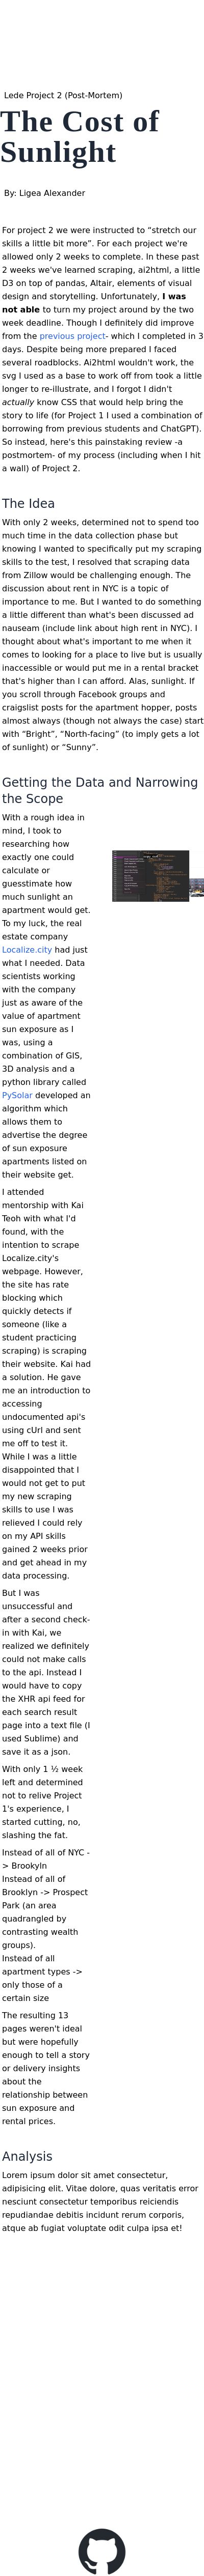 Lede Project 2 (Post-Mortem)
The Cost of
Sunlight
By: Ligea Alexander
For project 2 we were instructed to “stretch our
skills a little bit more”. For each project we're
allowed only 2 weeks to complete. In these past
2 weeks we've learned scraping, ai2html, a little
D3 on top of pandas, Altair, elements of visual
design and storytelling. Unfortunately, I was
not able to turn my project around by the two
week deadline. Though I definitely did improve
from the previous project- which I completed in 3
days. Despite being more prepared I faced
several roadblocks. Ai2html wouldn't work, the
svg I used as a base to work off from took a little
longer to re-illustrate, and I forgot I didn't
actually know CSS that would help bring the
story to life (for Project 1 I used a combination of
borrowing from previous students and ChatGPT).
So instead, here's this painstaking review -a
postmortem- of my process (including when I hit
a wall) of Project 2.
The Idea
With only 2 weeks, determined not to spend too
much time in the data collection phase but
knowing I wanted to specifically put my scraping
skills to the test, I resolved that scraping data
from Zillow would be challenging enough. The
discussion about rent in NYC is a topic of
importance to me. But I wanted to do something
a little different than what's been discussed ad
nauseam (include link about high rent in NYC). I
thought about what's important to me when it
comes to looking for a place to live but is usually
inaccessible or would put me in a rental bracket
that's higher than I can afford. Alas, sunlight. If
you scroll through Facebook groups and
craigslist posts for the apartment hopper, posts
almost always (though not always the case) start
with “Bright”, “North-facing” (to imply gets a lot
of sunlight) or “Sunny”.
Getting the Data and Narrowing
the Scope
With a rough idea in
mind, I took to
researching how
exactly one could
calculate or
guesstimate how
much sunlight an
apartment would get.
To my luck, the real
estate company
Localize.city had just
what I needed. Data
scientists working
with the company
just as aware of the
value of apartment
sun exposure as I
was, using a
combination of GIS,
3D analysis and a
python library called
PySolar developed an
algorithm which
allows them to
advertise the degree
of sun exposure
apartments listed on
their website get.
I attended
mentorship with Kai
Teoh with what I'd
found, with the
intention to scrape
Localize.city's
webpage. However,
the site has rate
blocking which
quickly detects if
someone (like a
student practicing
scraping) is scraping
their website. Kai had
a solution. He gave
me an introduction to
accessing
undocumented api's
using cUrl and sent
me off to test it.
While I was a little
disappointed that I
would not get to put
my new scraping
skills to use I was
relieved I could rely
on my API skills
gained 2 weeks prior
and get ahead in my
data processing.
But I was
unsuccessful and
after a second check-
in with Kai, we
realized we definitely
could not make calls
to the api. Instead I
would have to copy
the XHR api feed for
each search result
page into a text file (I
used Sublime) and
save it as a json.
With only 1 ½ week
left and determined
not to relive Project
1's experience, I
started cutting, no,
slashing the fat.
Instead of all of NYC -
> Brookyln
Instead of all of
Brooklyn -> Prospect
Park (an area
quadrangled by
contrasting wealth
groups).
Instead of all
apartment types ->
only those of a
certain size
The resulting 13
pages weren't ideal
but were hopefully
enough to tell a story
or delivery insights
about the
relationship between
sun exposure and
rental prices.
Analysis
Lorem ipsum dolor sit amet consectetur,
adipisicing elit. Vitae dolore, quas veritatis error
nesciunt consectetur temporibus reiciendis
repudiandae debitis incidunt rerum corporis,
atque ab fugiat voluptate odit culpa ipsa et!